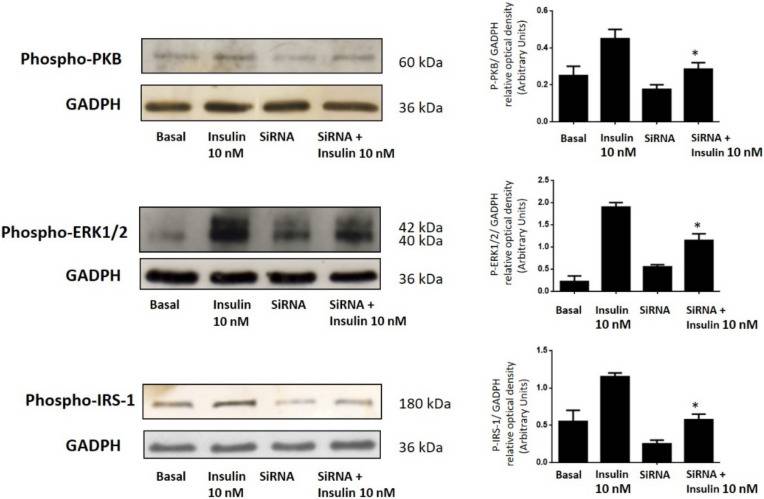 Phospho-PKB
60 kDa
GADPH
36 kDa
Basal
Insulin
10 nM
SiRNA
SiRNA +
Insulin 10 nM
P-PKB/ GADPH
relative optical density
(Arbitrary Units)
0.6
0.4
0.2
0.0
*
Basal
Insulin
10 nM
SiRNA
SiRNA +
Insulin 10 nM
Phospho-ERK1/2
42 kDa
40 kDa
GADPH
36 kDa
Basal
Insulin
10 nM
SiRNA
SiRNA +
Insulin 10 nM
P-ERK1/2/ GADPH
relative optical density
(Arbitrary Units)
2.5
2.0
1.5
1.0
0.5
0.0
*
Basal
Insulin
10 nM
SiRNA
SiRNA +
Insulin 10 nM
Phospho-IRS-1
180 kDa
GADPH
36 kDa
Basal
Insulin
10 nM
SiRNA
SiRNA +
Insulin 10 nM
P-IRS-1/ GADPH
relative optical density
(Arbitrary Units)
1.5
1.0
0.5
0.0
*
Basal
Insulin
10 nM
SiRNA
SiRNA +
Insulin 10 nM